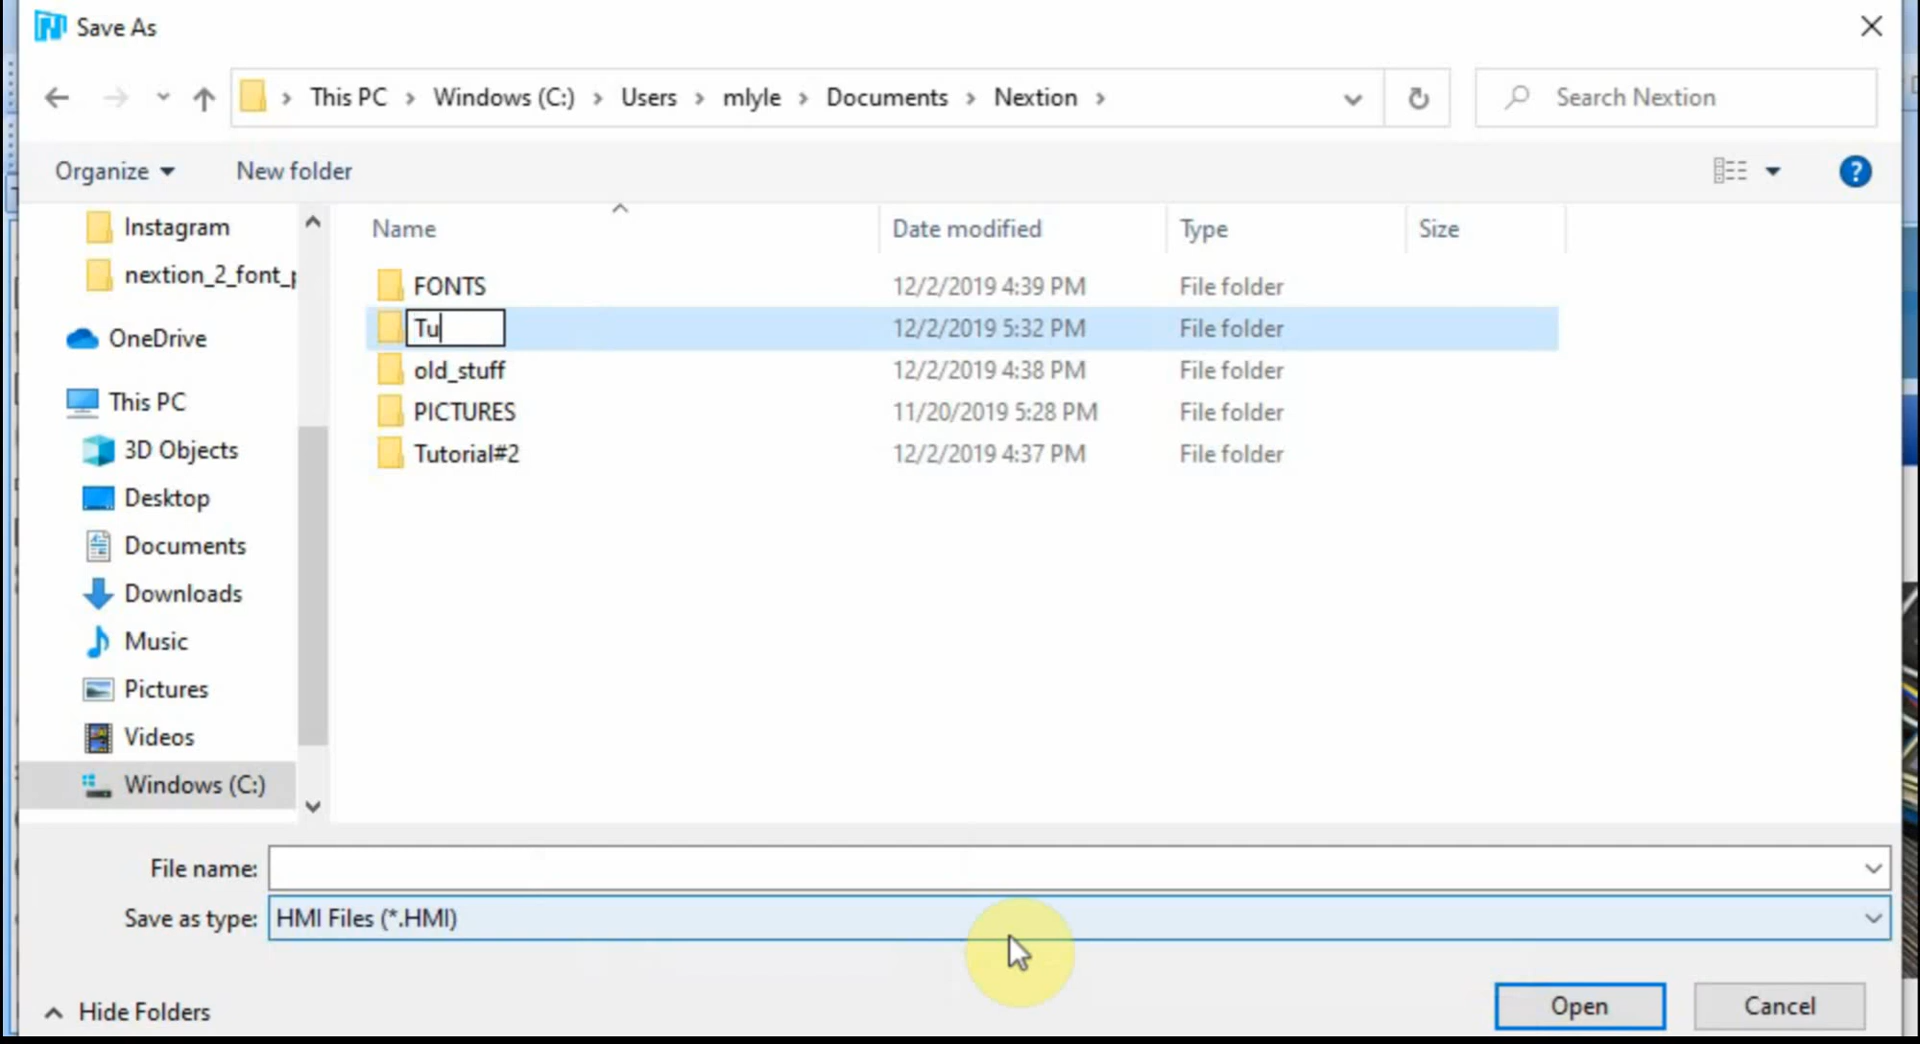 Save As
This PC > Windows (C:) > Users > mlyle > Documents > Nextion >
Search Nextion
Organize
New folder
?
Instagram
nextion_2_font_p
OneDrive
This PC
3D Objects
Desktop
Documents
Downloads
Music
Pictures
Videos
Windows (C:)
Name Date modified Type Size
FONTS 12/2/2019 4:39 PM File folder
Tu 12/2/2019 5:32 PM File folder
old_stuff 12/2/2019 4:38 PM File folder
PICTURES 11/20/2019 5:28 PM File folder
Tutorial#2 12/2/2019 4:37 PM File folder
File name:
Save as type: HMI Files (*.HMI)
Hide Folders
Open
Cancel